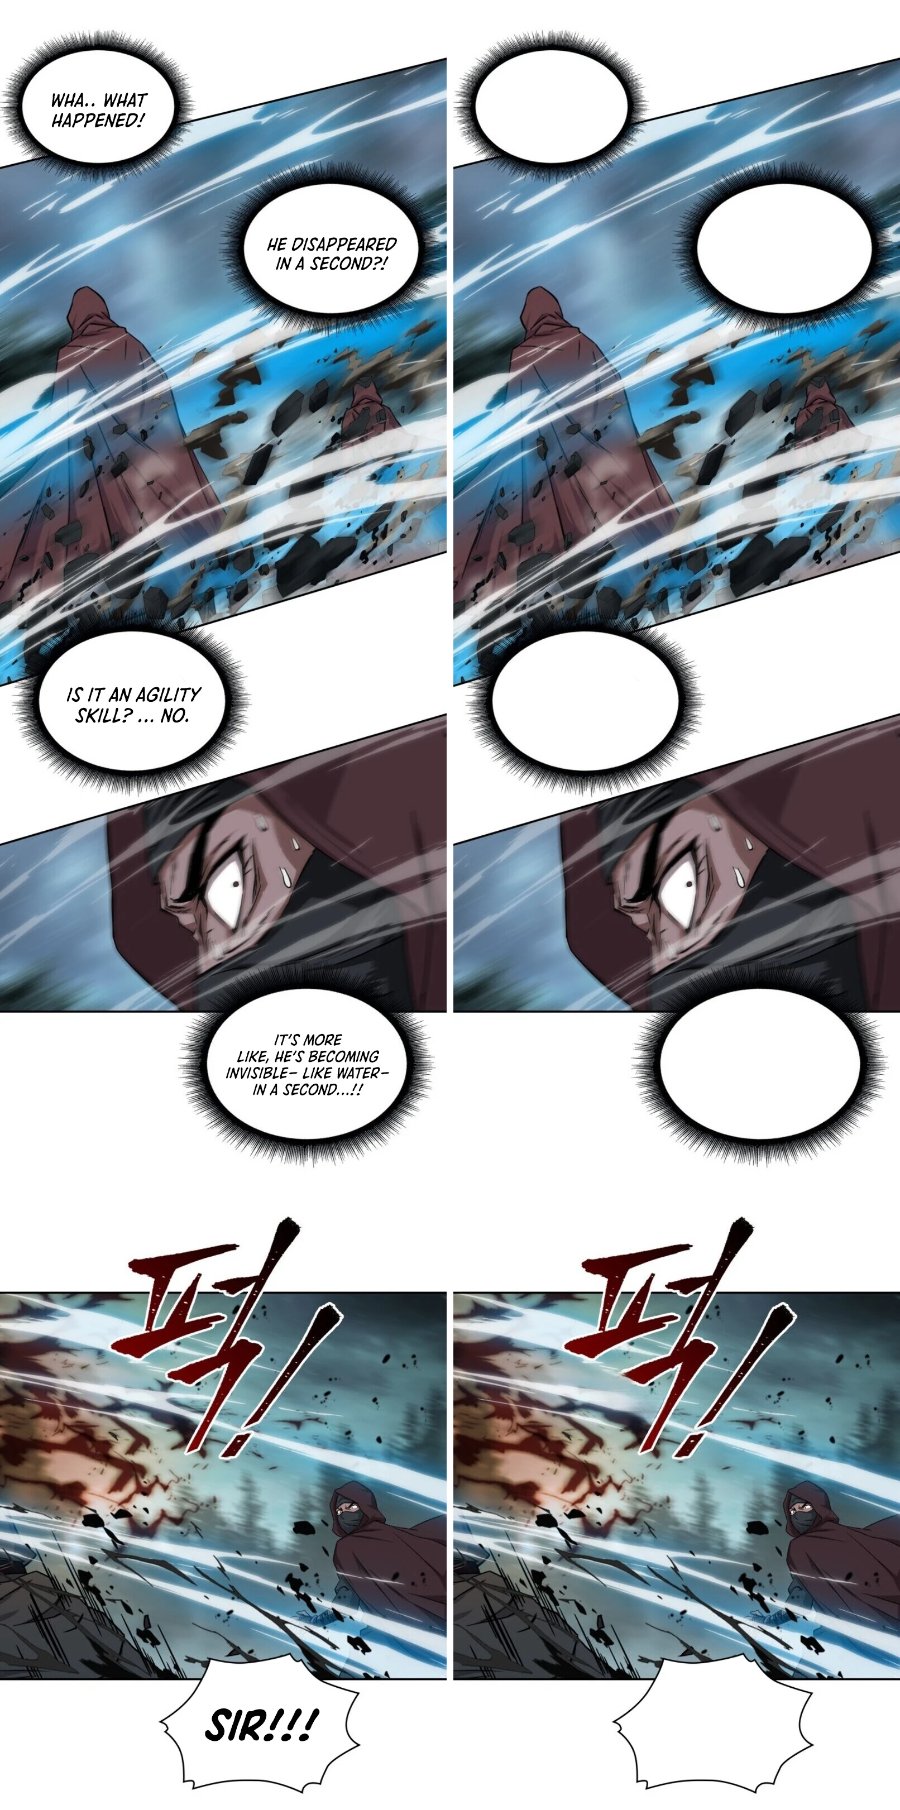 WHA.. WHAT
HAPPENED!
HE DISAPPEARED
IN A SECOND?!
IS IT AN AGILITY
SKILL? ... NO.
IT'S MORE
LIKE, HE'S BECOMING
INVISIBLE- LIKE WATER-
IN A SECOND...!!
퍽!
퍽!
SIR!!!